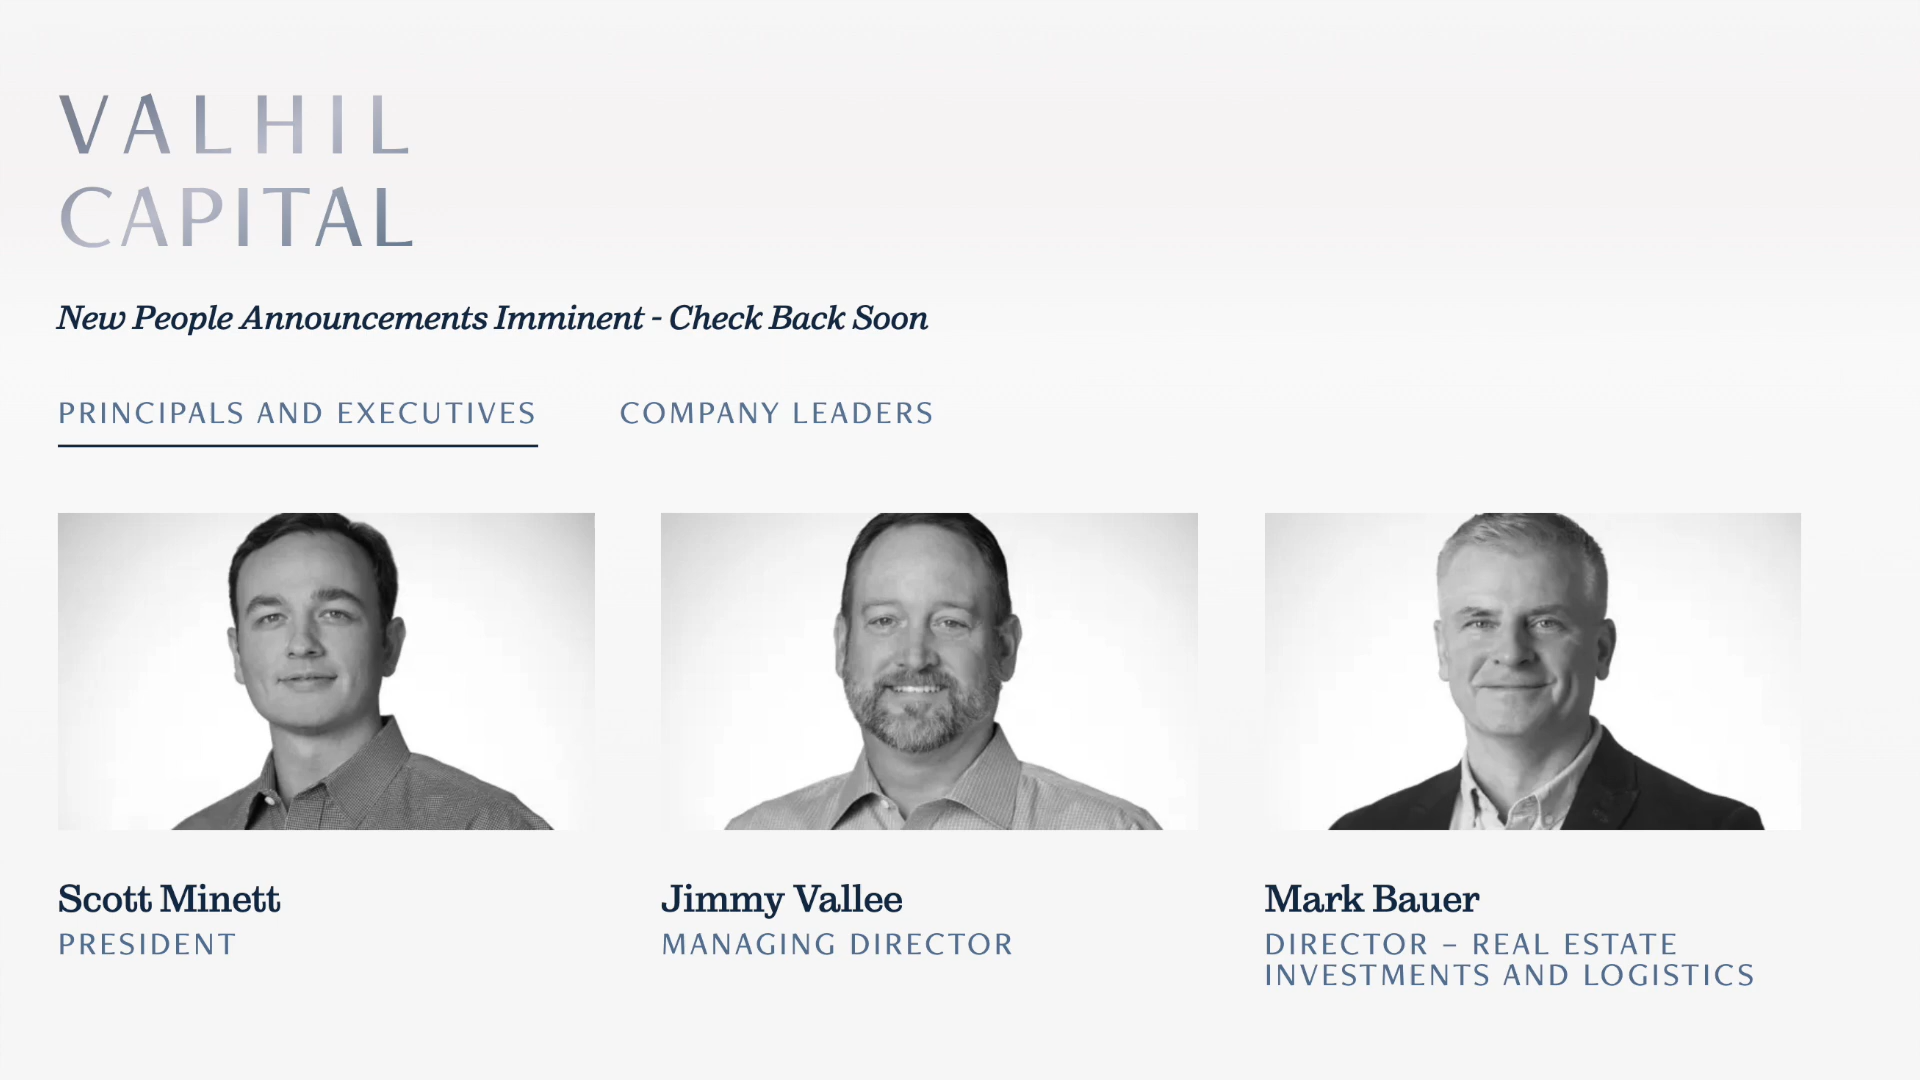 VALHIL
CAPITAL
New People Announcements Imminent - Check Back Soon
PRINCIPALS AND EXECUTIVES
COMPANY LEADERS
Scott Minett
PRESIDENT
Jimmy Vallee
MANAGING DIRECTOR
Mark Bauer
DIRECTOR – REAL ESTATE
INVESTMENTS AND LOGISTICS